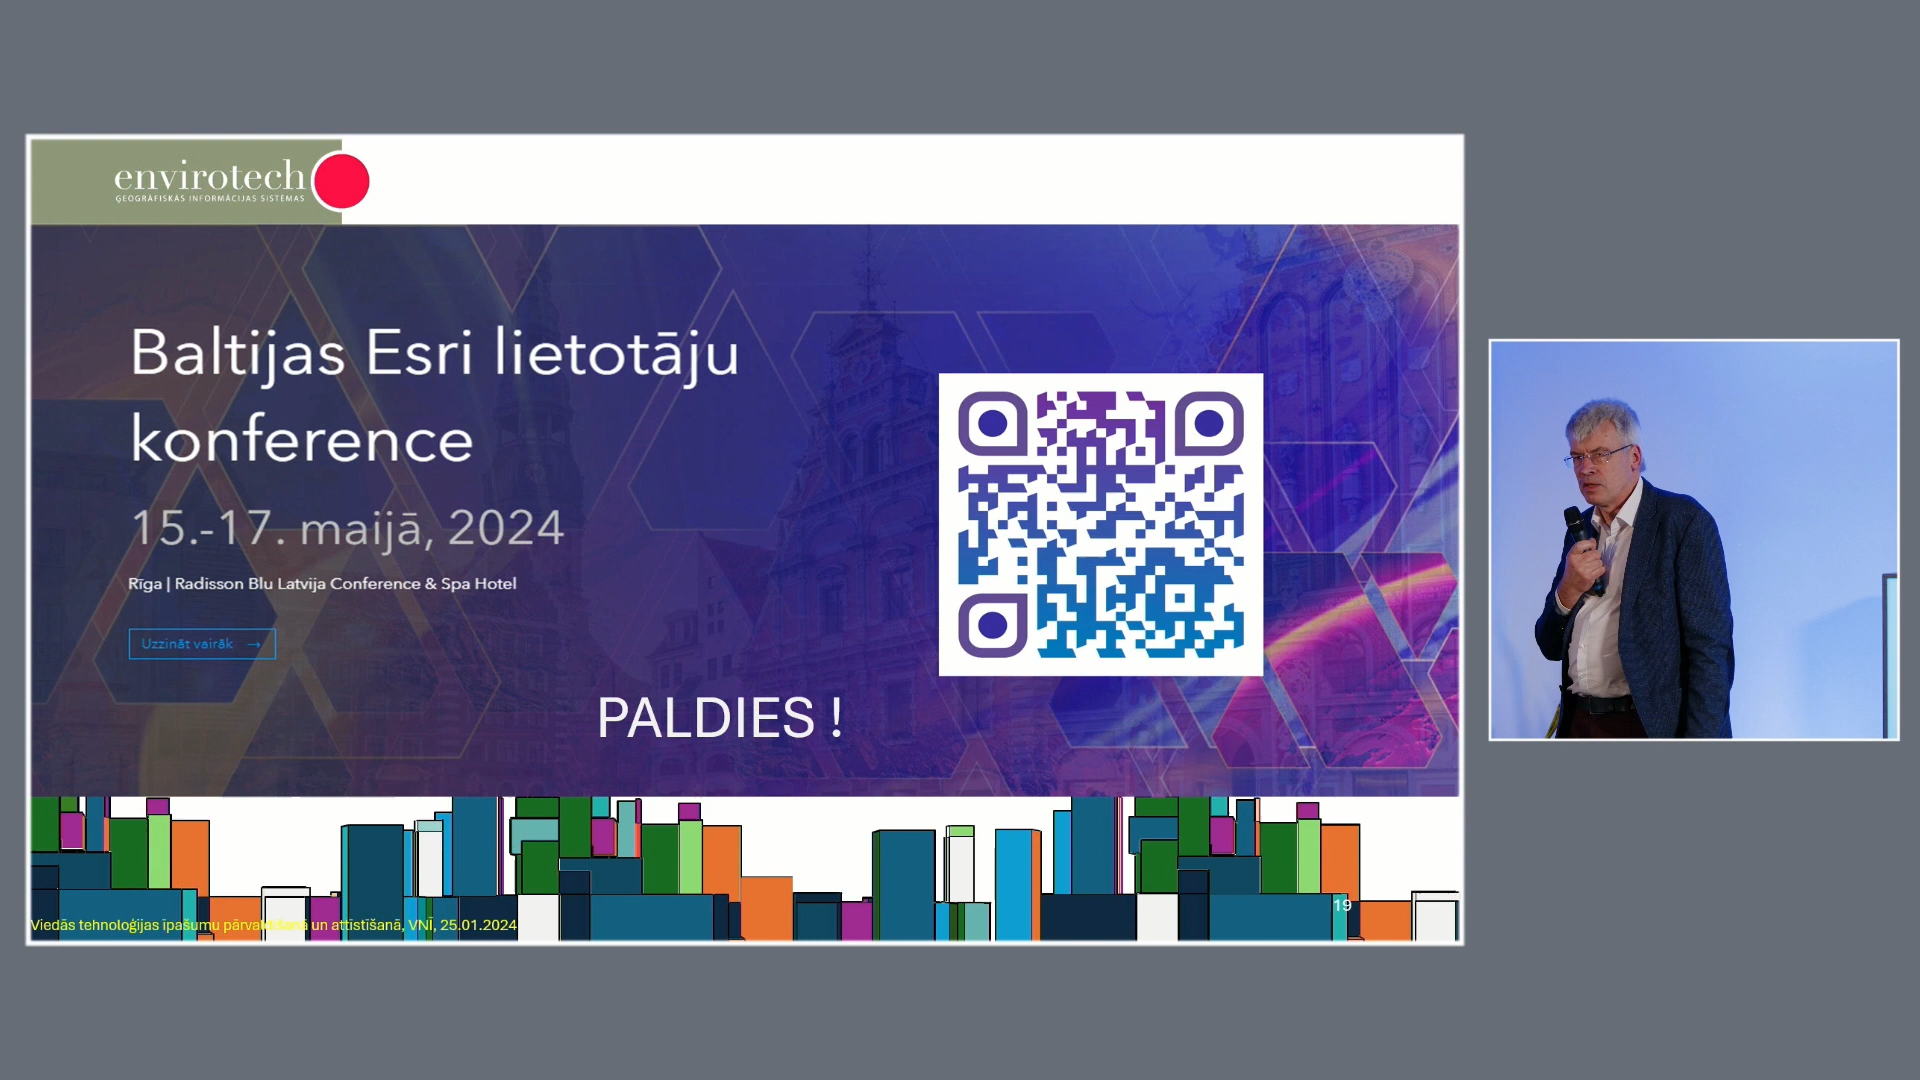 envirotech
ĢEOGRĀFISKĀS INFORMĀCIJAS SISTĒMAS
Baltijas Esri lietotāju
konference
15.-17. maijā, 2024
Rīga | Radisson Blu Latvija Conference & Spa Hotel
Uzzināt vairāk →
PALDIES !
19
Viedās tehnoloģijas īpašumu pārvaldīšanā un attīstīšanā, VNĪ, 25.01.2024